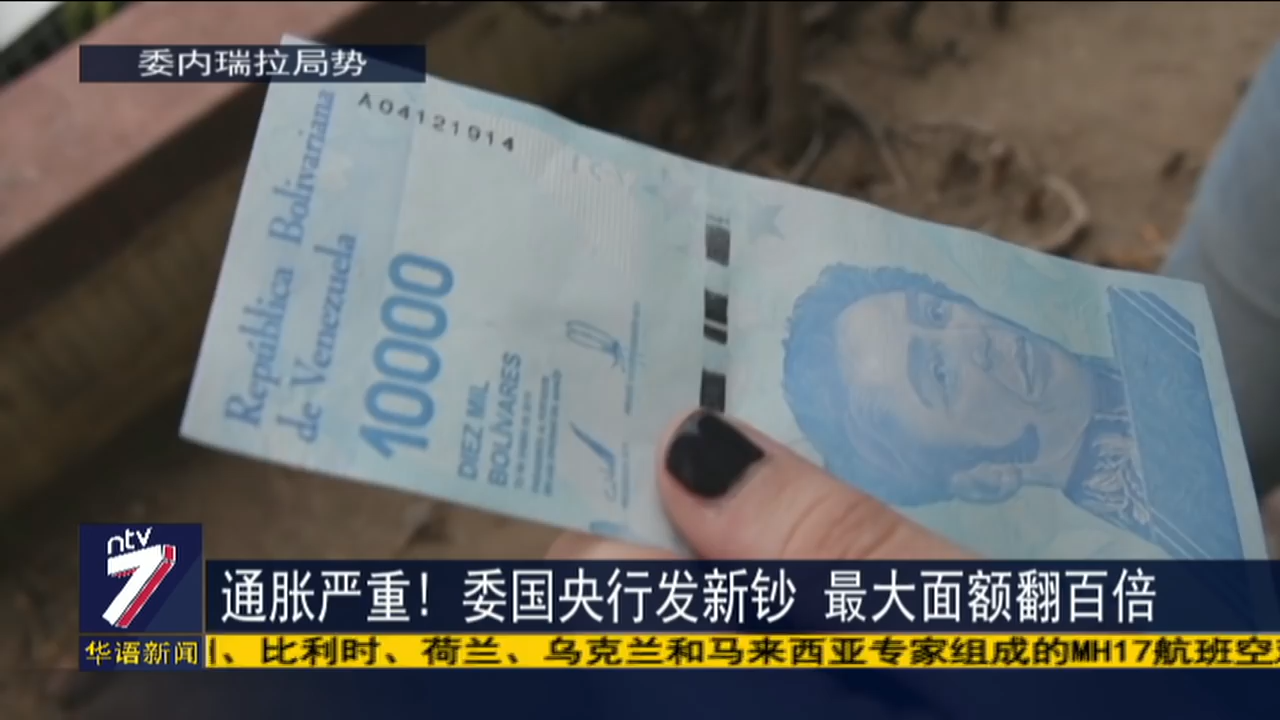 委内瑞拉局势
A04121914
República Bolivariana
de Venezuela
10000
DIEZ MIL
BOLÍVARES
ntv
7
通胀严重！委国央行发新钞 最大面额翻百倍
华语新闻
、比利时、荷兰、乌克兰和马来西亚专家组成的MH17航班空